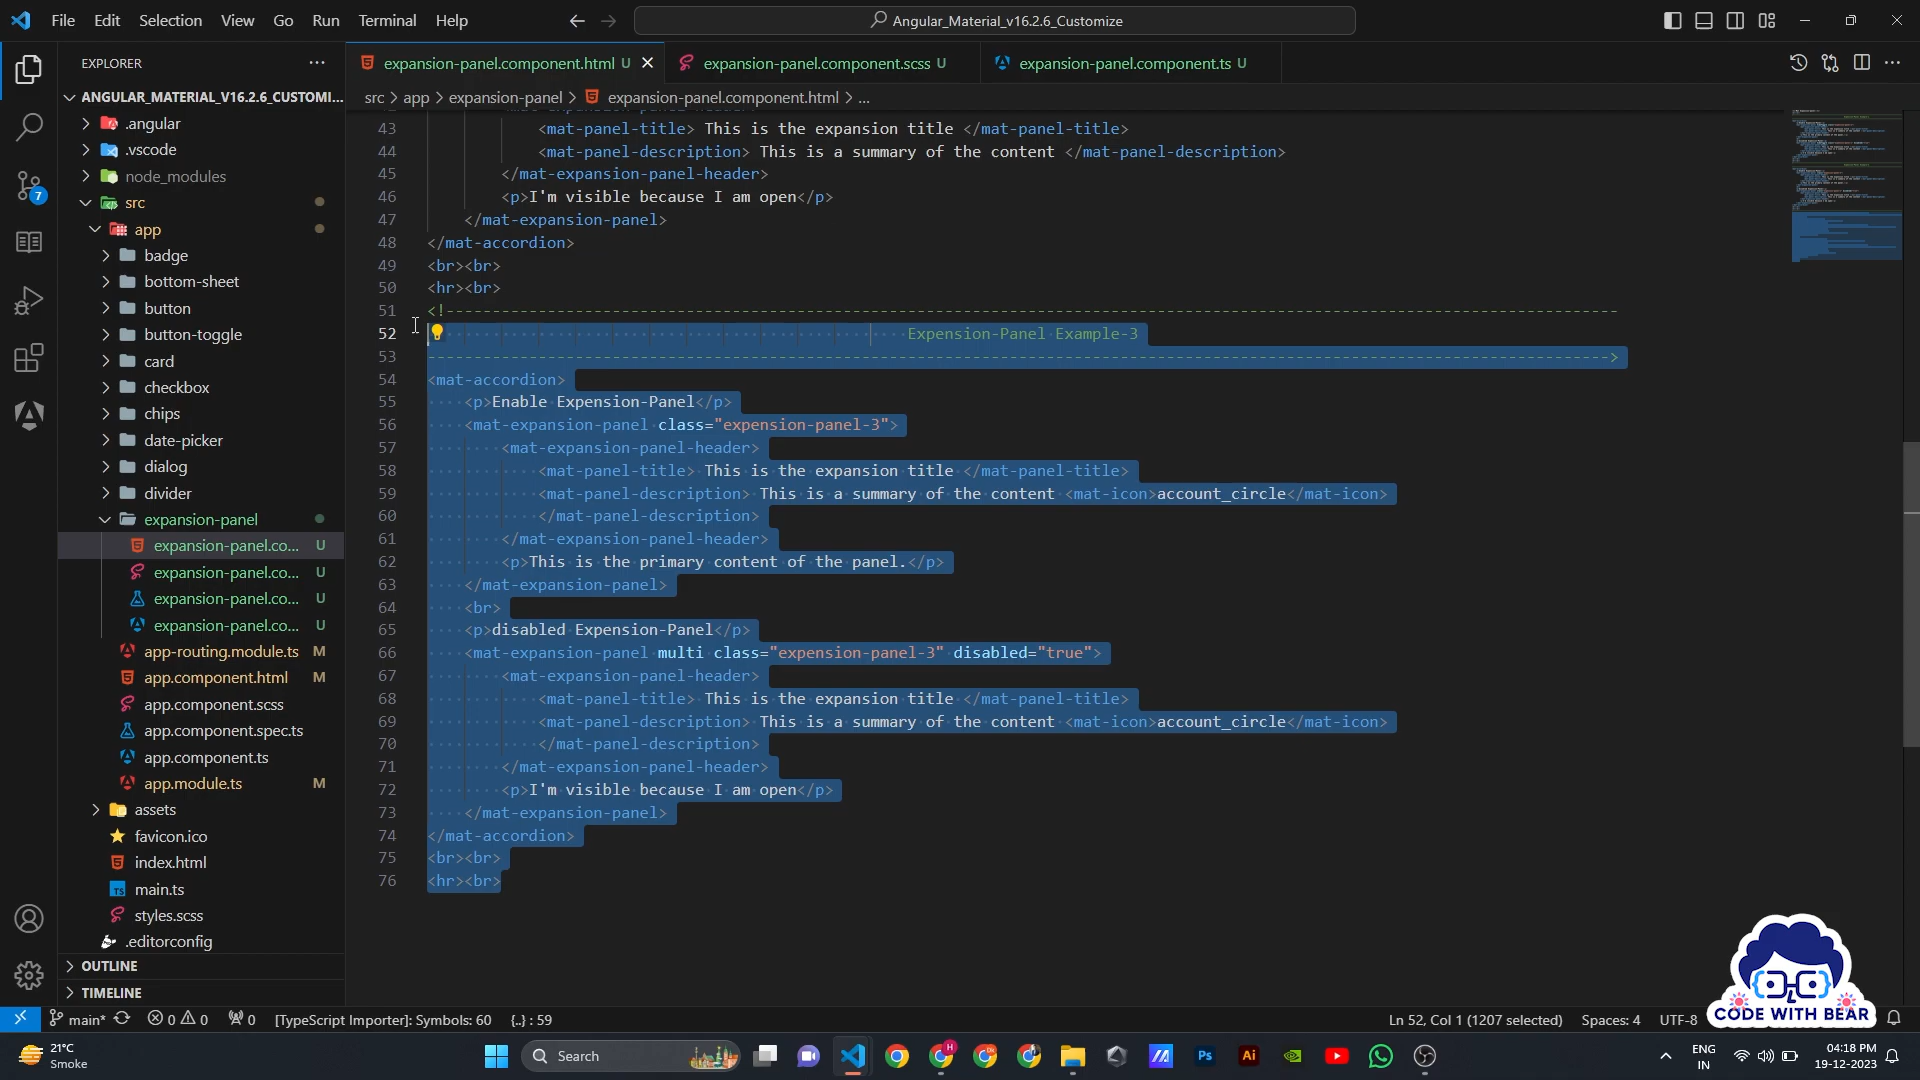 File Edit Selection View Go Run Terminal Help
Angular_Material_v16.2.6_Customize
EXPLORER
ANGULAR_MATERIAL_V16.2.6_CUSTOMI...
.angular
.vscode
node_modules
src
app
badge
bottom-sheet
button
button-toggle
card
checkbox
chips
date-picker
dialog
divider
expansion-panel
expansion-panel.co... U
expansion-panel.co... U
expansion-panel.co... U
expansion-panel.co... U
app-routing.module.ts M
app.component.html M
app.component.scss
app.component.spec.ts
app.component.ts
app.module.ts M
assets
favicon.ico
index.html
main.ts
styles.scss
.editorconfig
OUTLINE
TIMELINE
7
expansion-panel.component.html U
expansion-panel.component.scss U
expansion-panel.component.ts U
src > app > expansion-panel > expansion-panel.component.html > ...
43 <mat-panel-title> This is the expansion title </mat-panel-title>
44 <mat-panel-description> This is a summary of the content </mat-panel-description>
45 </mat-expansion-panel-header>
46 <p>I'm visible because I am open</p>
47 </mat-expansion-panel>
48 </mat-accordion>
49 <br><br>
50 <hr><br>
51 <!--------------------------------------------------------------------------------------------------------------------------------
52 Expension-Panel Example-3
53 -------------------------------------------------------------------------------------------------------------------------------->
54 <mat-accordion>
55 <p>Enable Expension-Panel</p>
56 <mat-expansion-panel class="expension-panel-3">
57 <mat-expansion-panel-header>
58 <mat-panel-title> This is the expansion title </mat-panel-title>
59 <mat-panel-description> This is a summary of the content <mat-icon>account_circle</mat-icon>
60 </mat-panel-description>
61 </mat-expansion-panel-header>
62 <p>This is the primary content of the panel.</p>
63 </mat-expansion-panel>
64 <br>
65 <p>disabled Expension-Panel</p>
66 <mat-expansion-panel multi class="expension-panel-3" disabled="true">
67 <mat-expansion-panel-header>
68 <mat-panel-title> This is the expansion title </mat-panel-title>
69 <mat-panel-description> This is a summary of the content <mat-icon>account_circle</mat-icon>
70 </mat-panel-description>
71 </mat-expansion-panel-header>
72 <p>I'm visible because I am open</p>
73 </mat-expansion-panel>
74 </mat-accordion>
75 <br><br>
76 <hr><br>
CODE WITH BEAR
main* 0 0 0 [TypeScript Importer]: Symbols: 60 {..} : 59 Ln 52, Col 1 (1207 selected) Spaces: 4 UTF-8
21°C
Smoke
Search
Ps Ai
ENG
IN
04:18 PM
19-12-2023